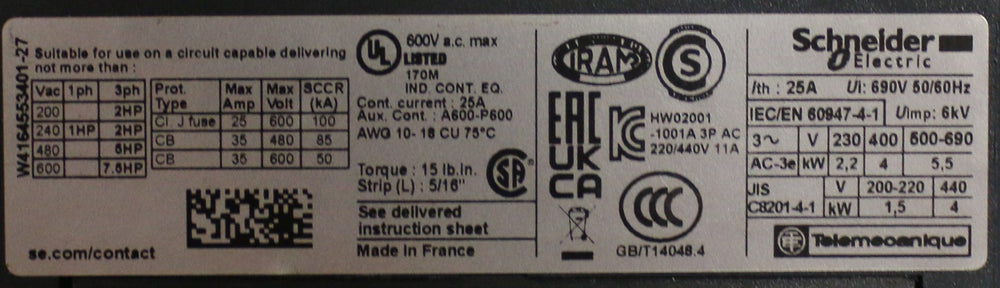 W4164553401-27
Suitable for use on a circuit capable delivering
not more than :
Vac 1ph 3ph
200 2HP
240 1HP 2HP
480 5HP
600 7.5HP
Prot. Type Max Amp Max Volt SCCR (kA)
Cl. J fuse 25 600 100
CB 35 480 85
CB 35 600 50
se.com/contact
UL
600V a.c. max
LISTED
170M
IND. CONT. EQ.
Cont. current : 25A
Aux. Cont. : A600-P600
AWG 10- 18 CU 75°C
Torque : 15 lb.in.
Strip (L) : 5/16"
SA
See delivered
instruction sheet
Made in France
IRAM
S
EAC
UK
CA
KC
HW02001
-1001A 3P AC
220/440V 11A
CCC
GB/T14048.4
Schneider
Electric
Ith : 25A Ui: 690V 50/60Hz
IEC/EN 60947-4-1 Uimp: 6kV
3~ V 230 400 500-690
AC-3e kW 2,2 4 5,5
JIS V 200-220 440
C8201-4-1 kW 1,5 4
TE Telemecanique